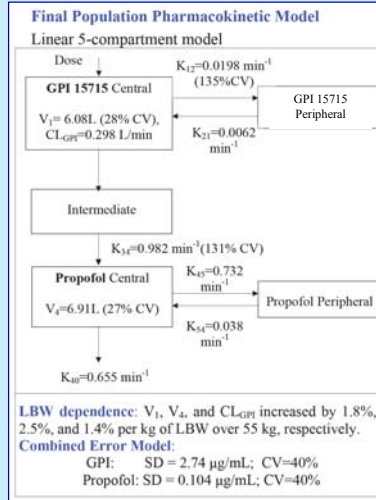 Final Population Pharmacokinetic Model
Linear 5-compartment model
Dose
K₁₂=0.0198 min⁻¹
(135%CV)
GPI 15715 Central
V₁= 6.08L (28% CV),
CL_GPI=0.298 L/min
GPI 15715
Peripheral
K₂₁=0.0062
min⁻¹
Intermediate
K₃₄=0.982 min⁻¹(131% CV)
Propofol Central
V₄=6.91L (27% CV)
K₄₅=0.732
min⁻¹
Propofol Peripheral
K₅₄=0.038
min⁻¹
K₄₀=0.655 min⁻¹
LBW dependence: V₁, V₄, and CL_GPI increased by 1.8%,
2.5%, and 1.4% per kg of LBW over 55 kg, respectively.
Combined Error Model:
GPI: SD = 2.74 µg/mL; CV=40%
Propofol: SD = 0.104 µg/mL; CV=40%